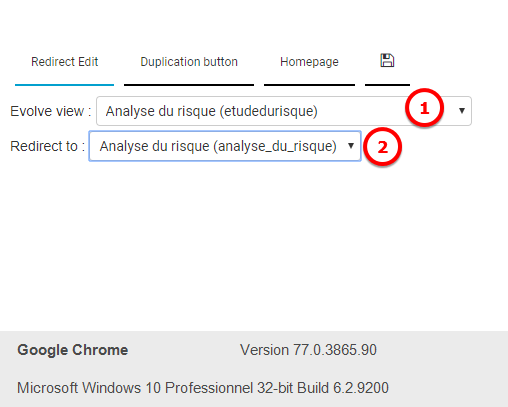 Redirect Edit Duplication button Homepage
Evolve view : Analyse du risque (etudedurisque) 1
Redirect to : Analyse du risque (analyse_du_risque) 2
Google Chrome Version 77.0.3865.90
Microsoft Windows 10 Professionnel 32-bit Build 6.2.9200